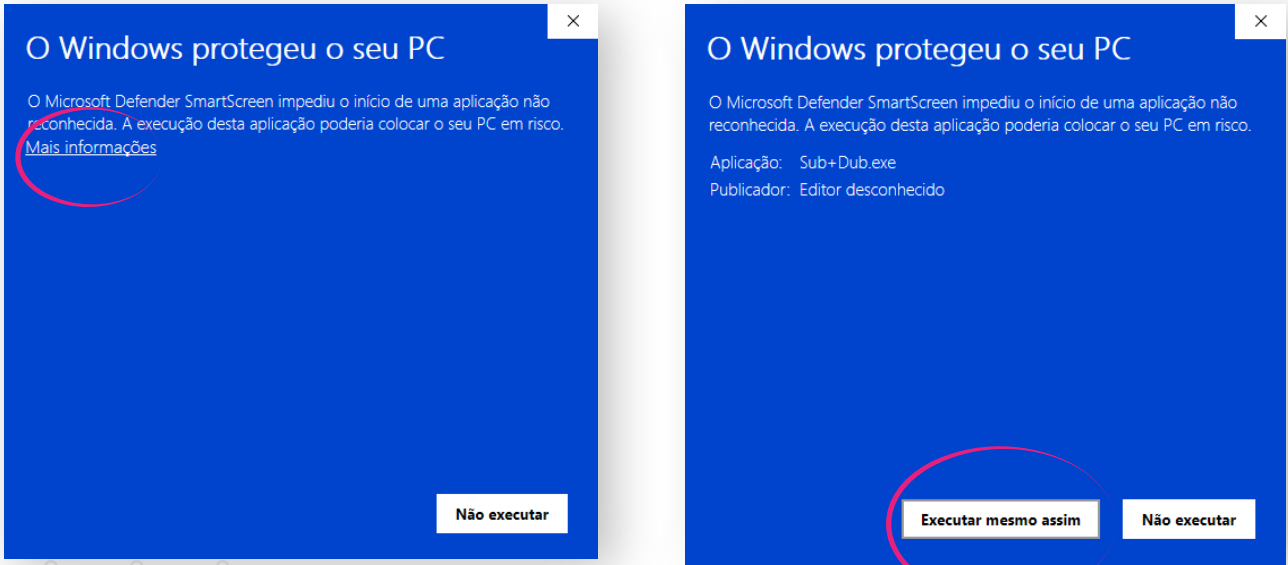 O Windows protegeu o seu PC
O Microsoft Defender SmartScreen impediu o início de uma aplicação não
reconhecida. A execução desta aplicação poderia colocar o seu PC em risco.
Mais informações
Não executar
O Windows protegeu o seu PC
O Microsoft Defender SmartScreen impediu o início de uma aplicação não
reconhecida. A execução desta aplicação poderia colocar o seu PC em risco.
Aplicação: Sub+Dub.exe
Publicador: Editor desconhecido
Executar mesmo assim Não executar